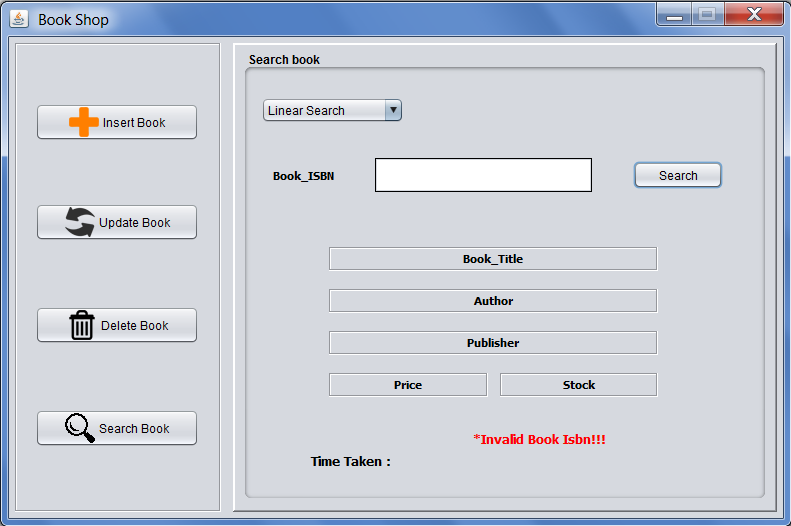 Book Shop
Insert Book
Update Book
Delete Book
Search Book
Search book
Linear Search
Book_ISBN
Search
Book_Title
Author
Publisher
Price Stock
*Invalid Book Isbn!!!
Time Taken :